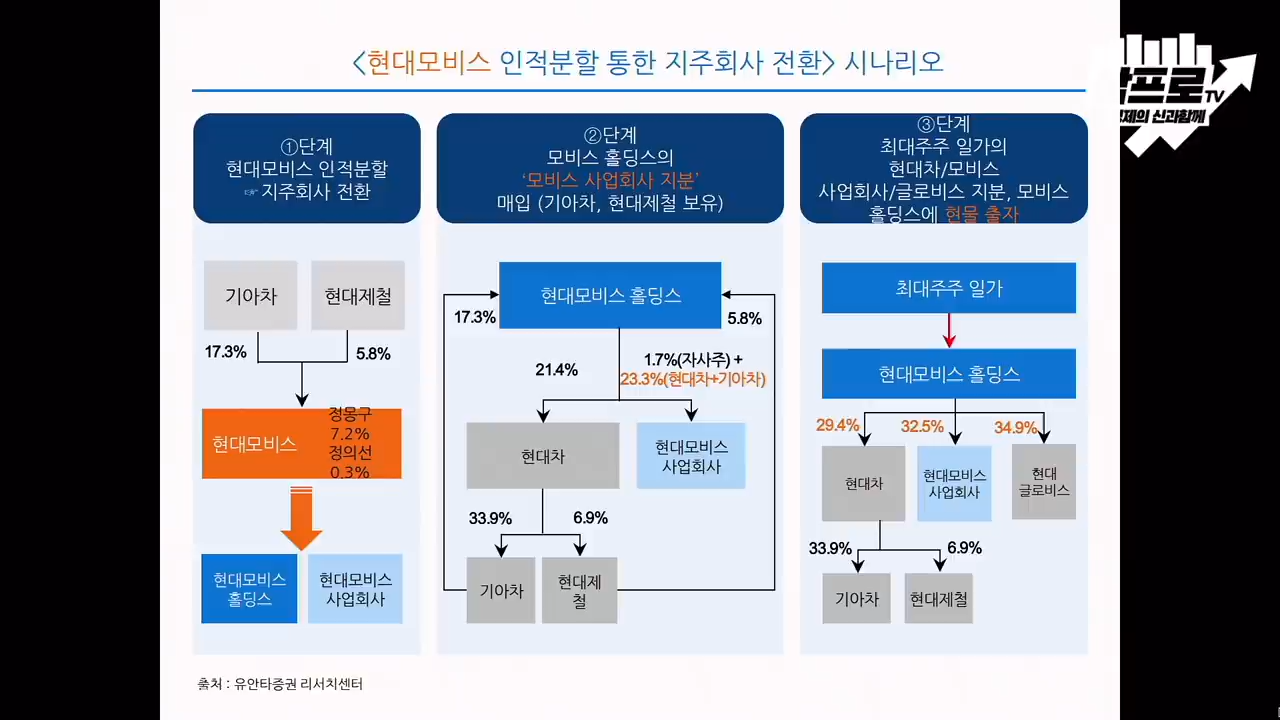 <현대모비스 인적분할 통한 지주회사 전환> 시나리오
프로TV
제의 신과함께
①단계
현대모비스 인적분할
☞ 지주회사 전환
기아차
현대제철
17.3%
5.8%
현대모비스
정몽구
7.2%
정의선
0.3%
현대모비스
홀딩스
현대모비스
사업회사
②단계
모비스 홀딩스의
‘모비스 사업회사 지분’
매입 (기아차, 현대제철 보유)
현대모비스 홀딩스
17.3%
5.8%
21.4%
1.7%(자사주) +
23.3%(현대차+기아차)
현대차
현대모비스
사업회사
33.9%
6.9%
기아차
현대제
철
③단계
최대주주 일가의
현대차/모비스
사업회사/글로비스 지분, 모비스
홀딩스에 현물 출자
최대주주 일가
현대모비스 홀딩스
29.4%
32.5%
34.9%
현대차
현대모비스
사업회사
현대
글로비스
33.9%
6.9%
기아차
현대제철
출처 : 유안타증권 리서치센터